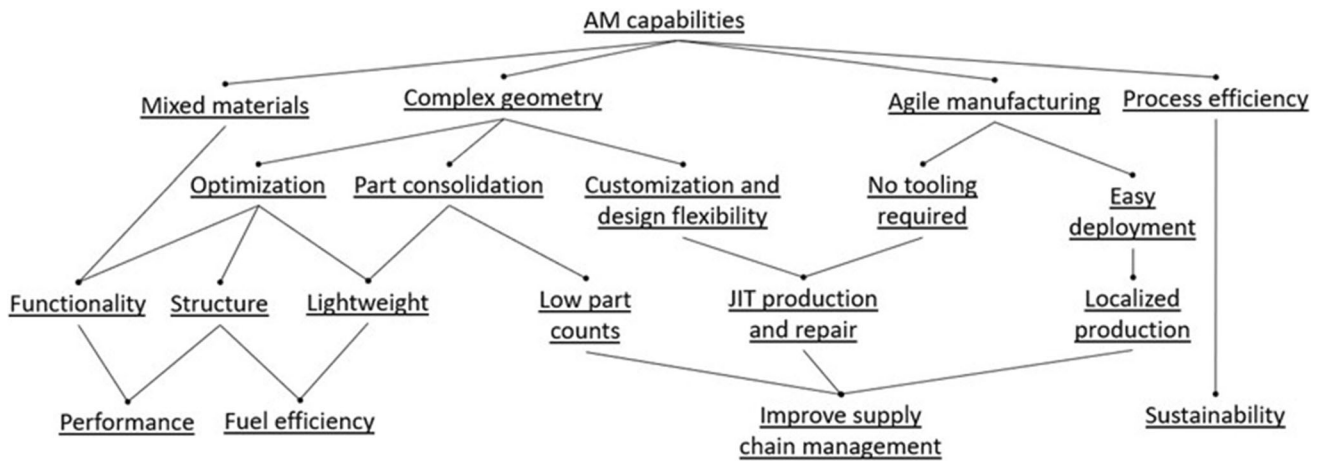 AM capabilities
Mixed materials
Complex geometry
Agile manufacturing
Process efficiency
Optimization
Part consolidation
Customization and
design flexibility
No tooling
required
Easy
deployment
Functionality
Structure
Lightweight
Low part
counts
JIT production
and repair
Localized
production
Performance
Fuel efficiency
Improve supply
chain management
Sustainability